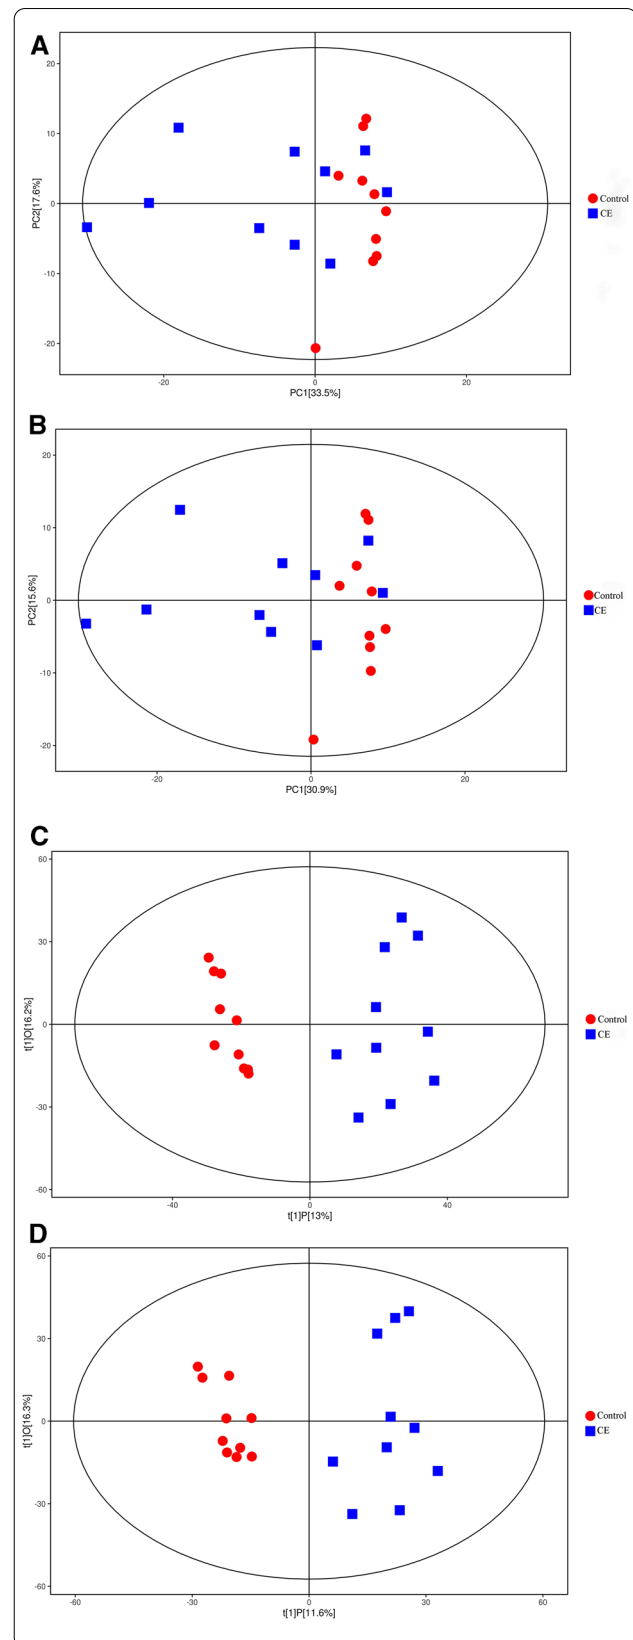 A
20
10
0
-10
-20
PC2[17.6%]
-20
0
20
PC1[33.5%]
Control
CE
B
20
10
0
-10
-20
PC2[15.6%]
-20
0
20
PC1[30.9%]
Control
CE
C
60
30
0
-30
-60
t[1]O[16.2%]
-40
0
40
t[1]P[13%]
Control
CE
D
60
30
0
-30
-60
t[1]O[16.3%]
-60
-30
0
30
60
t[1]P[11.6%]
Control
CE